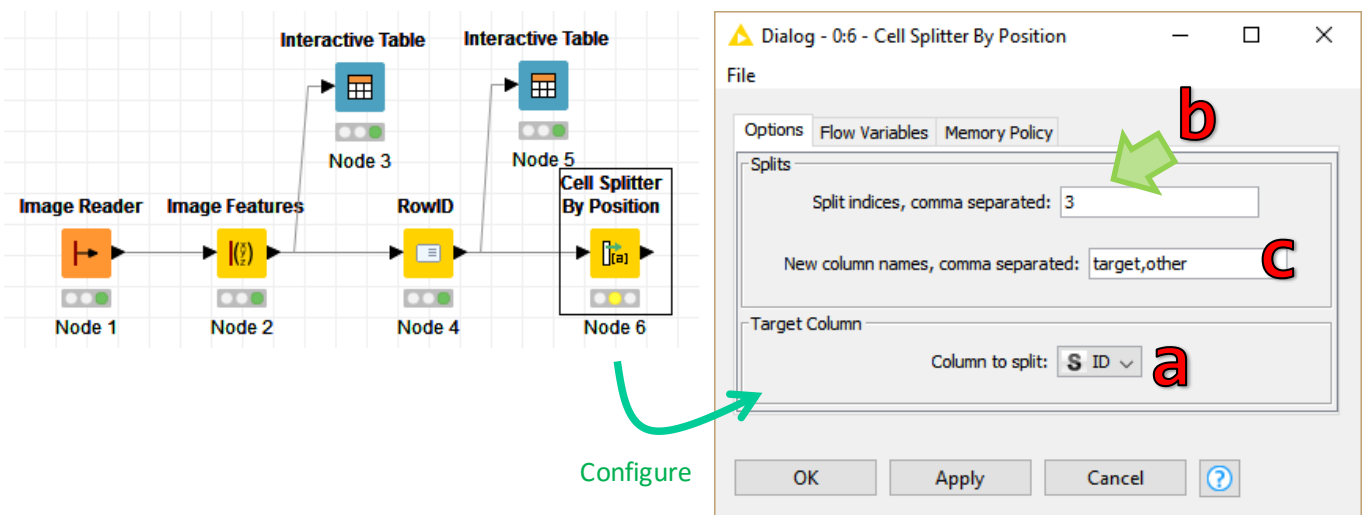 Interactive Table
Interactive Table
Node 3
Node 5
Image Reader
Image Features
RowID
Cell Splitter
By Position
Node 1
Node 2
Node 4
Node 6
Configure
Dialog - 0:6 - Cell Splitter By Position
File
Options Flow Variables Memory Policy
b
Splits
Split indices, comma separated: 3
New column names, comma separated: target,other
c
Target Column
Column to split: S ID
a
OK Apply Cancel ?